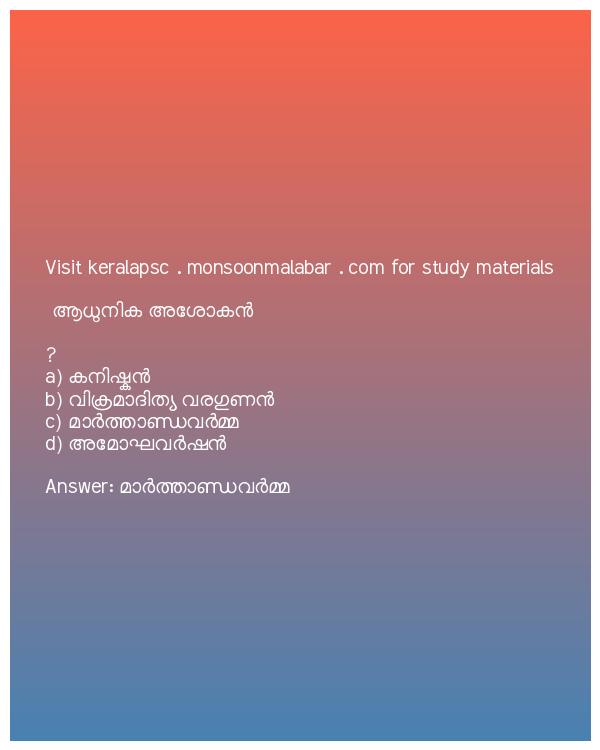 Visit keralapsc . monsoonmalabar . com for study materials
ആധുനിക അശോകൻ
?
a) കനിഷ്കൻ
b) വിക്രമാദിത്യ വരഗുണൻ
c) മാർത്താണ്ഡവർമ്മ
d) അമോഘവർഷൻ
Answer: മാർത്താണ്ഡവർമ്മ